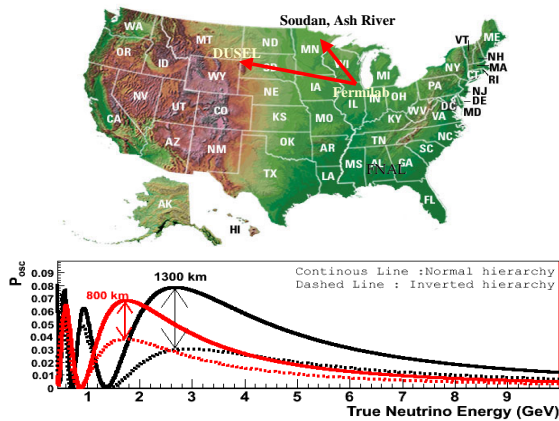 Soudan, Ash River
DUSEL
Fermilab
FNAL
WA
OR
CA
NV
ID
MT
WY
UT
CO
AZ
NM
ND
SD
NE
KS
OK
TX
MN
IA
MO
AR
LA
WI
IL
MI
IN
OH
KY
TN
MS
AL
GA
FL
SC
NC
VA
WV
PA
NY
VT
ME
NH
MA
RI
CT
NJ
DE
MD
DC
AK
HI
Posc
0.09
0.08
0.07
0.06
0.05
0.04
0.03
0.02
0.01
0
800 km
1300 km
Continous Line :Normal hierarchy
Dashed Line : Inverted hierarchy
1 2 3 4 5 6 7 8 9
True Neutrino Energy (GeV)